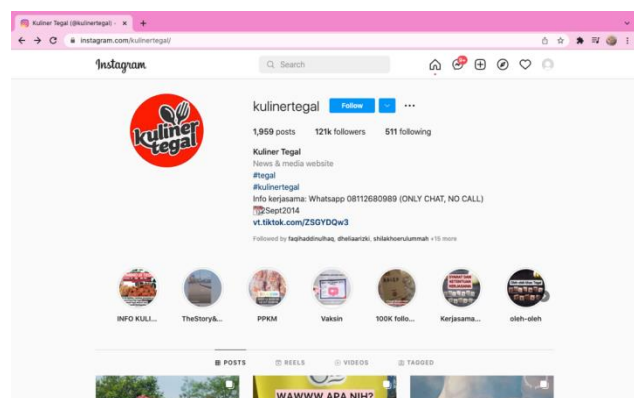 Kuliner Tegal (@kulinertegal) -
instagram.com/kulinertegal/
Instagram
Search
kuliner
tegal
kulinertegal
Follow
1,959 posts 121k followers 511 following
Kuliner Tegal
News & media website
#tegal
#kulinertegal
Info kerjasama: Whatsapp 08112680989 (ONLY CHAT, NO CALL)
📆2Sept2014
vt.tiktok.com/ZSGYDQw3
Followed by faqihaddinulhaq, dheliaarizki, shilakhoerulummah +15 more
INFO KULI... TheStory&... PPKM Vaksin 100K follo... Kerjasama... oleh-oleh
POSTS REELS VIDEOS TAGGED
WAWWW APA NIH?